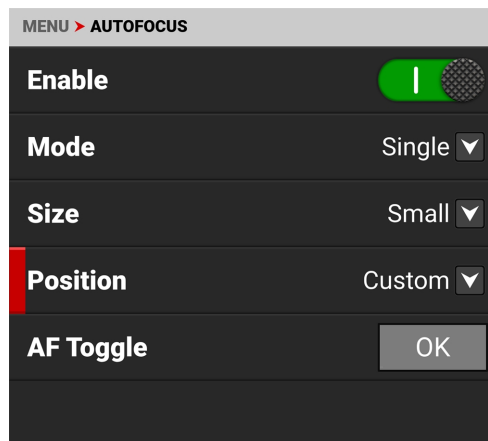 MENU ➤ AUTOFOCUS
Enable
Mode Single
Size Small
Position Custom
AF Toggle OK